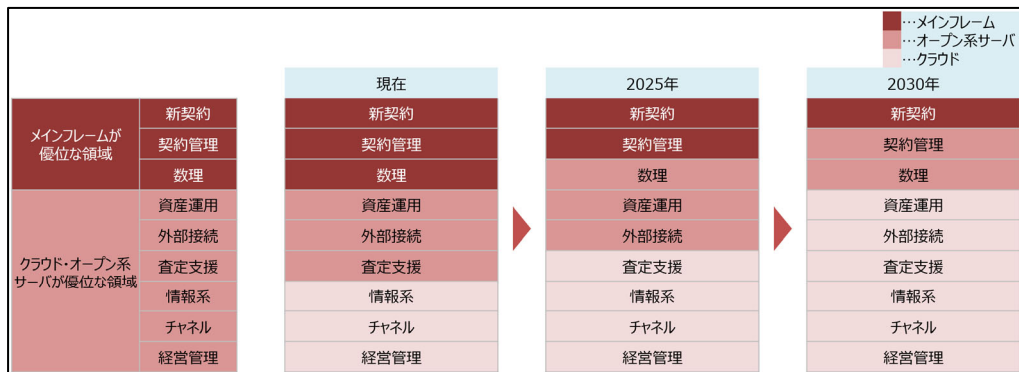 …メインフレーム
…オープン系サーバ
…クラウド
現在
2025年
2030年
メインフレームが
優位な領域
新契約
契約管理
数理
クラウド・オープン系
サーバが優位な領域
資産運用
外部接続
査定支援
情報系
チャネル
経営管理
新契約
契約管理
数理
資産運用
外部接続
査定支援
情報系
チャネル
経営管理
新契約
契約管理
数理
資産運用
外部接続
査定支援
情報系
チャネル
経営管理
新契約
契約管理
数理
資産運用
外部接続
査定支援
情報系
チャネル
経営管理